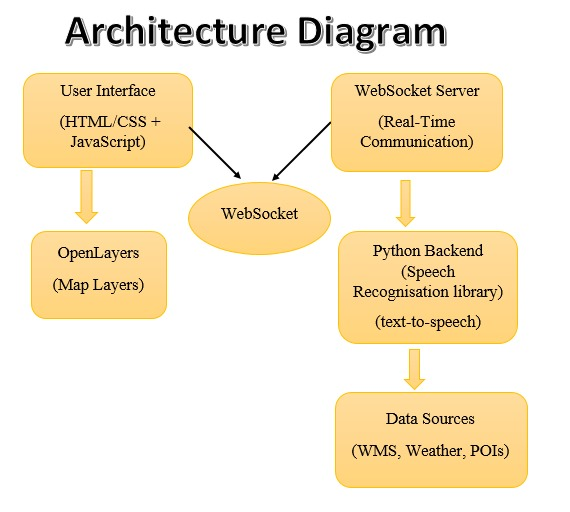 Architecture Diagram
User Interface
(HTML/CSS +
JavaScript)
WebSocket Server
(Real-Time
Communication)
WebSocket
OpenLayers
(Map Layers)
Python Backend
(Speech
Recognisation library)
(text-to-speech)
Data Sources
(WMS, Weather, POIs)